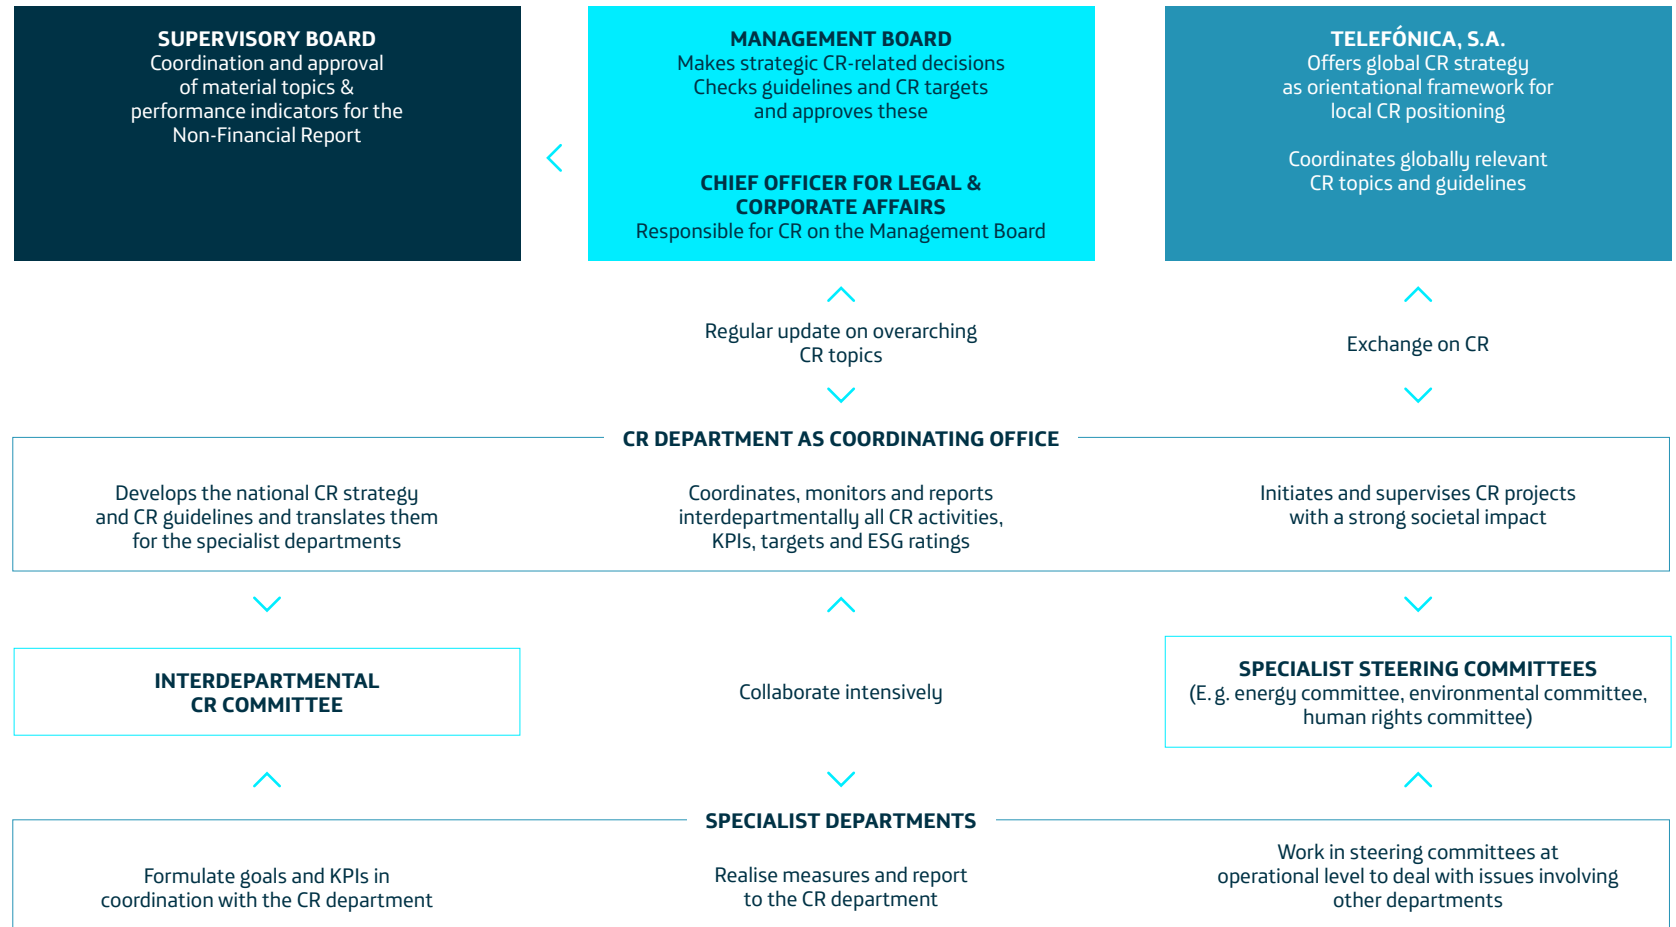 SUPERVISORY BOARD
Coordination and approval
of material topics &
performance indicators for the
Non-Financial Report
MANAGEMENT BOARD
Makes strategic CR-related decisions
Checks guidelines and CR targets
and approves these
CHIEF OFFICER FOR LEGAL &
CORPORATE AFFAIRS
Responsible for CR on the Management Board
TELEFÓNICA, S.A.
Offers global CR strategy
as orientational framework for
local CR positioning
Coordinates globally relevant
CR topics and guidelines
Regular update on overarching
CR topics
Exchange on CR
CR DEPARTMENT AS COORDINATING OFFICE
Develops the national CR strategy
and CR guidelines and translates them
for the specialist departments
Coordinates, monitors and reports
interdepartmentally all CR activities,
KPIs, targets and ESG ratings
Initiates and supervises CR projects
with a strong societal impact
INTERDEPARTMENTAL
CR COMMITTEE
Collaborate intensively
SPECIALIST STEERING COMMITTEES
(E. g. energy committee, environmental committee,
human rights committee)
SPECIALIST DEPARTMENTS
Formulate goals and KPIs in
coordination with the CR department
Realise measures and report
to the CR department
Work in steering committees at
operational level to deal with issues involving
other departments